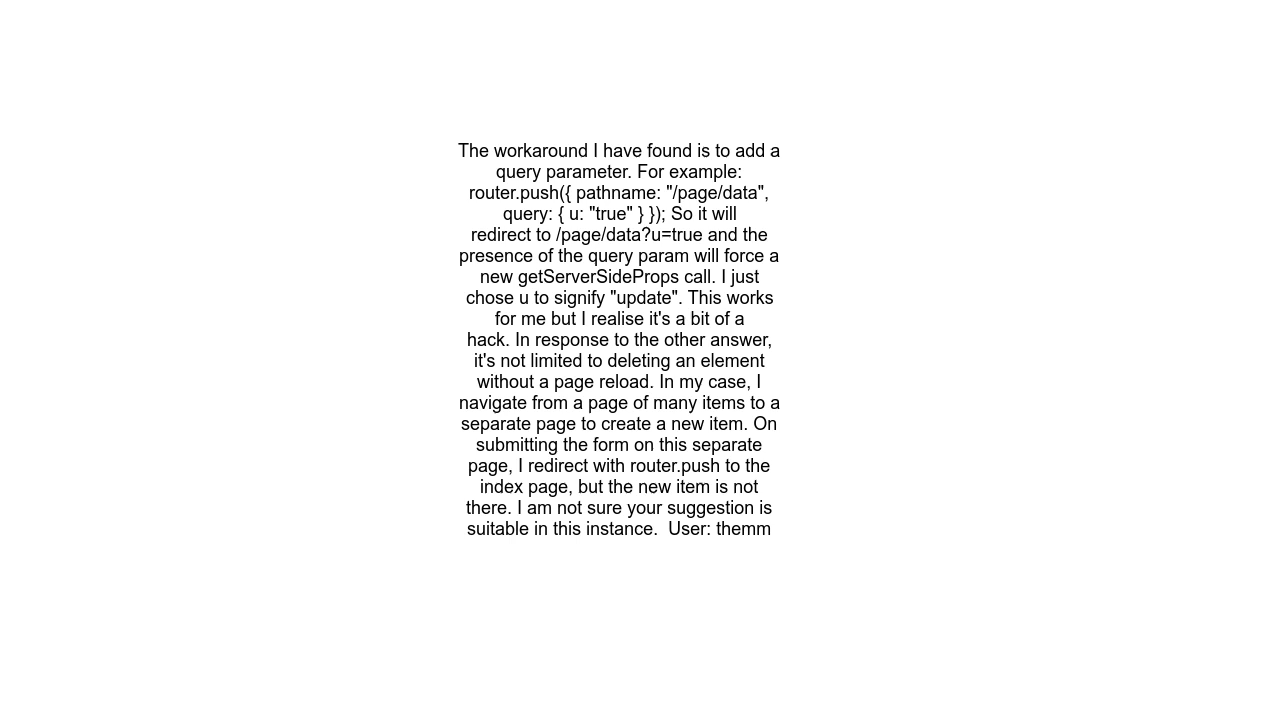 The workaround I have found is to add a
query parameter. For example:
router.push({ pathname: "/page/data",
query: { u: "true" } }); So it will
redirect to /page/data?u=true and the
presence of the query param will force a
new getServerSideProps call. I just
chose u to signify "update". This works
for me but I realise it's a bit of a
hack. In response to the other answer,
it's not limited to deleting an element
without a page reload. In my case, I
navigate from a page of many items to a
separate page to create a new item. On
submitting the form on this separate
page, I redirect with router.push to the
index page, but the new item is not
there. I am not sure your suggestion is
suitable in this instance.  User: themm